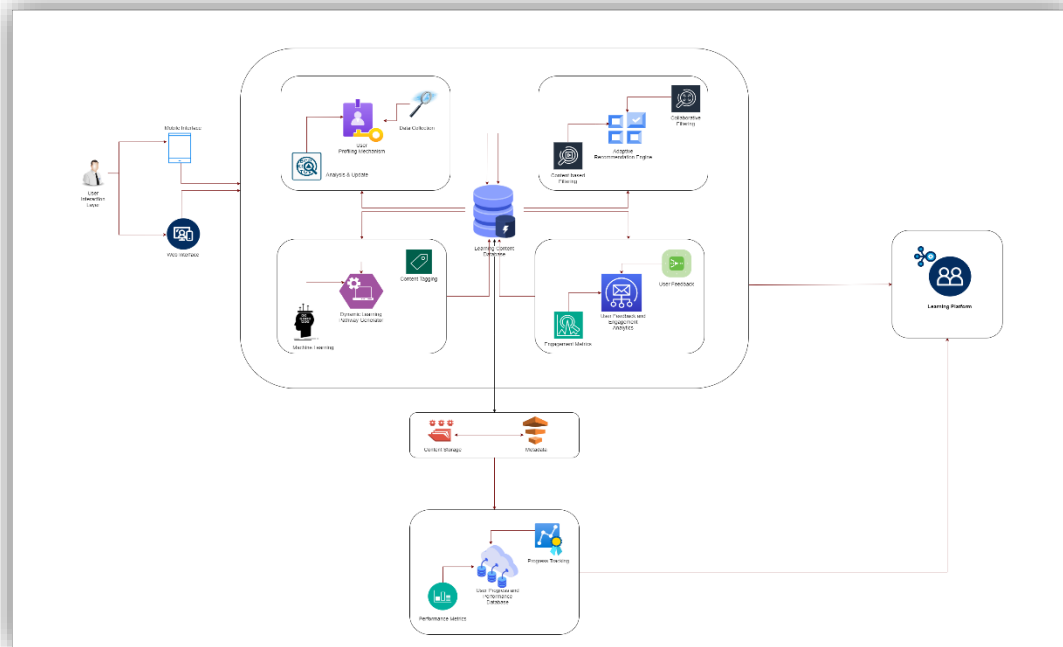 Mobile Interface
User
Interaction
Layer
Web Interface
User
Profiling Mechanism
Data Collection
Analysis & Update
Collaborative
Filtering
Adaptive
Recommendation Engine
Content based
Filtering
Learning Content
Database
Content Tagging
Dynamic Learning
Pathway Generator
Machine Learning
User Feedback
User Feedback and
Engagement
Analytics
Engagement Metrics
Learning Platform
Content Storage
Metadata
Progress Tracking
User Progress and
Performance
Database
Performance Metrics